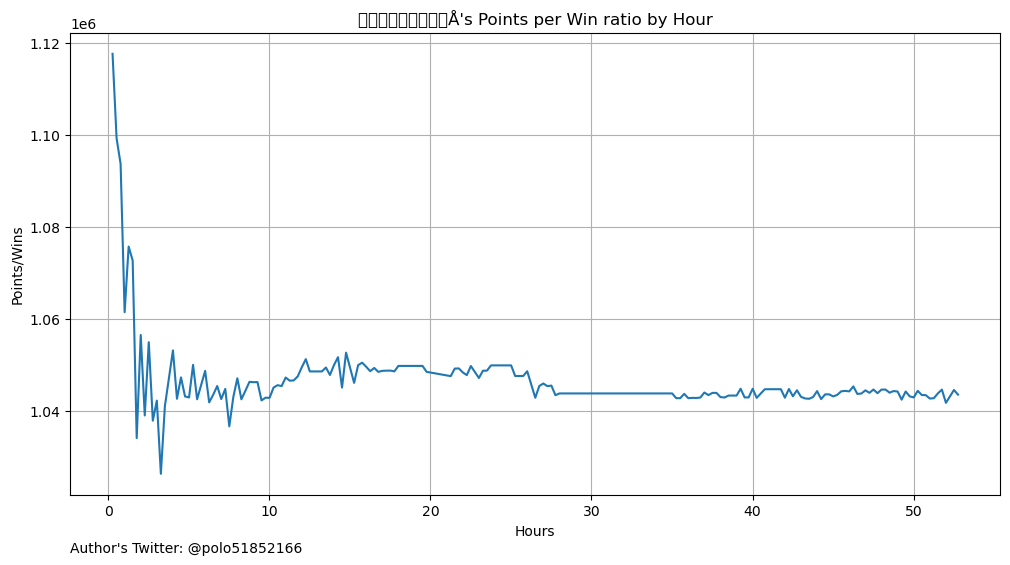 Å's Points per Win ratio by Hour
1e6
1.12
1.10
1.08
1.06
1.04
Points/Wins
0 10 20 30 40 50
Hours
Author's Twitter: @polo51852166